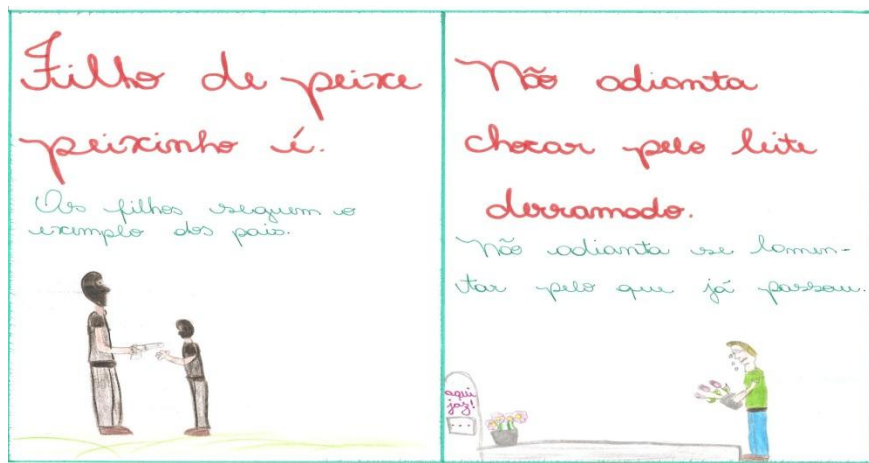 Filho de peixe
peixinho é.
Os filhos seguem o
exemplo dos pais.
Não adianta
chorar pelo leite
derramado.
Não adianta se lamen-
tar pelo que já passou.
aqui
jaz!
...